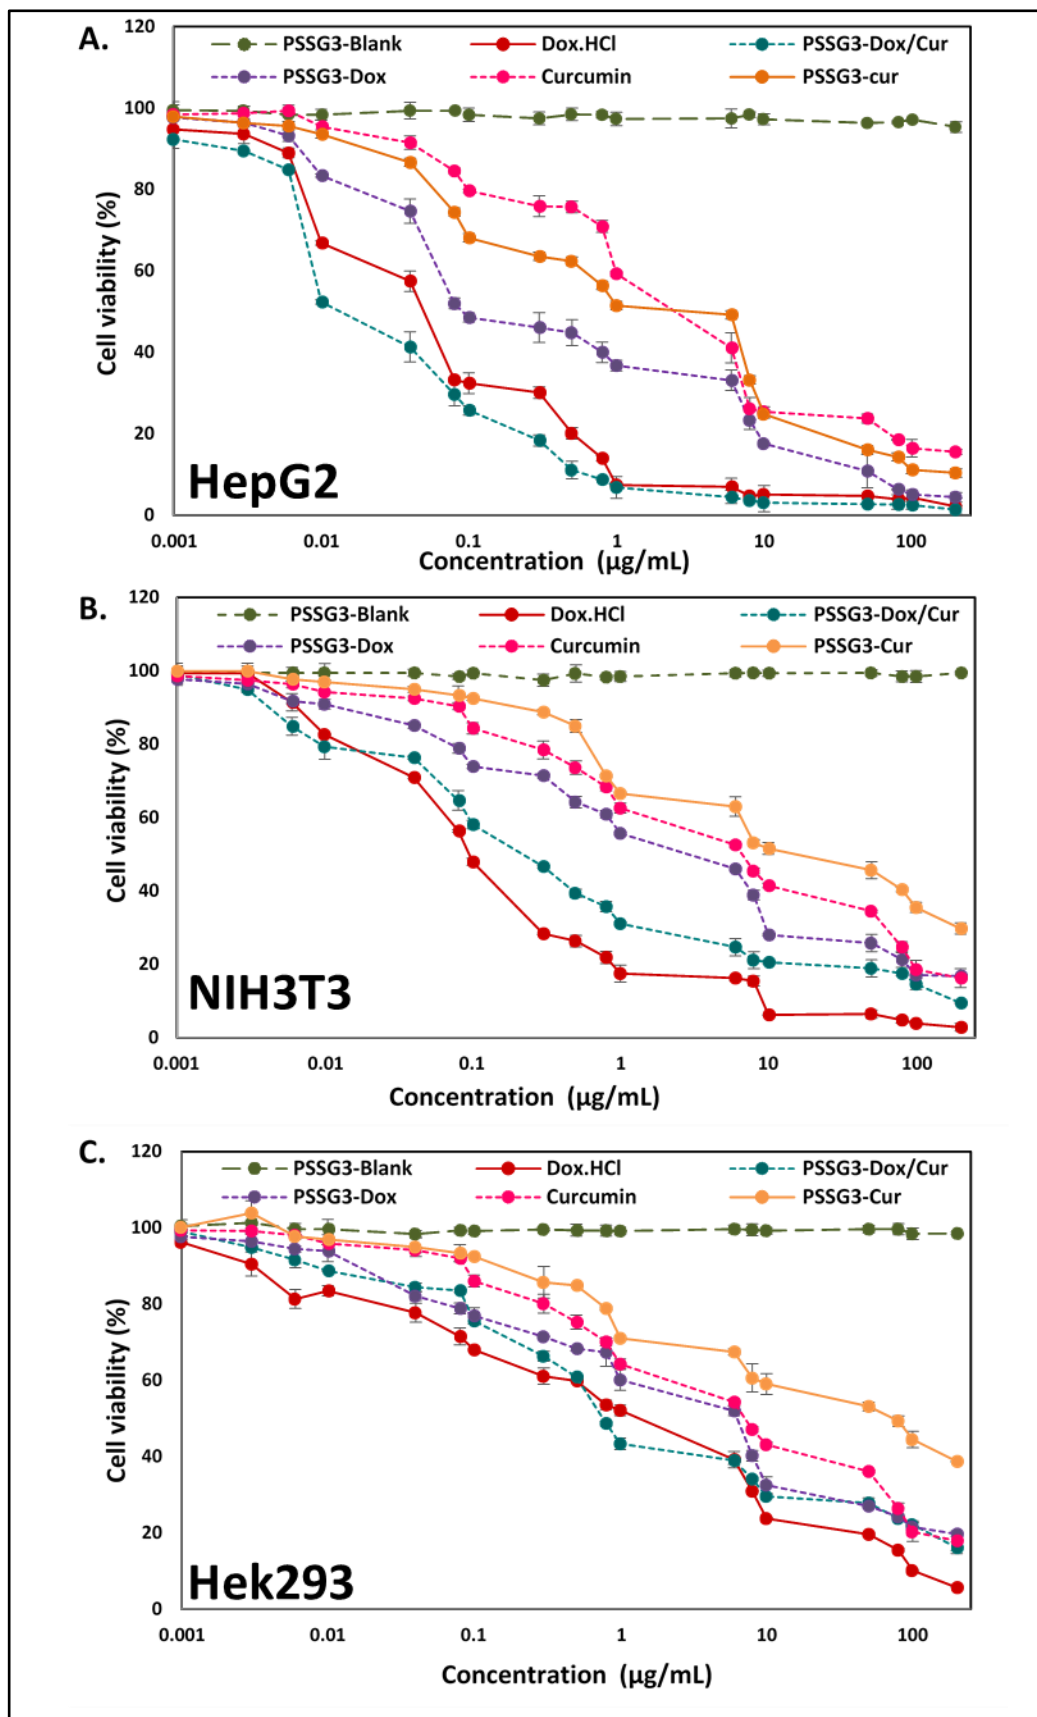 A.
120
PSSG3-Blank Dox.HCl PSSG3-Dox/Cur
PSSG3-Dox Curcumin PSSG3-cur
100
80
60
40
20
0
Cell viability (%)
HepG2
0.001 0.01 0.1 1 10 100
Concentration (µg/mL)
B.
120
PSSG3-Blank Dox.HCl PSSG3-Dox/Cur
PSSG3-Dox Curcumin PSSG3-Cur
100
80
60
40
20
0
Cell viability (%)
NIH3T3
0.001 0.01 0.1 1 10 100
Concentration (µg/mL)
C.
120
PSSG3-Blank Dox.HCl PSSG3-Dox/Cur
PSSG3-Dox Curcumin PSSG3-Cur
100
80
60
40
20
0
Cell viability (%)
Hek293
0.001 0.01 0.1 1 10 100
Concentration (µg/mL)